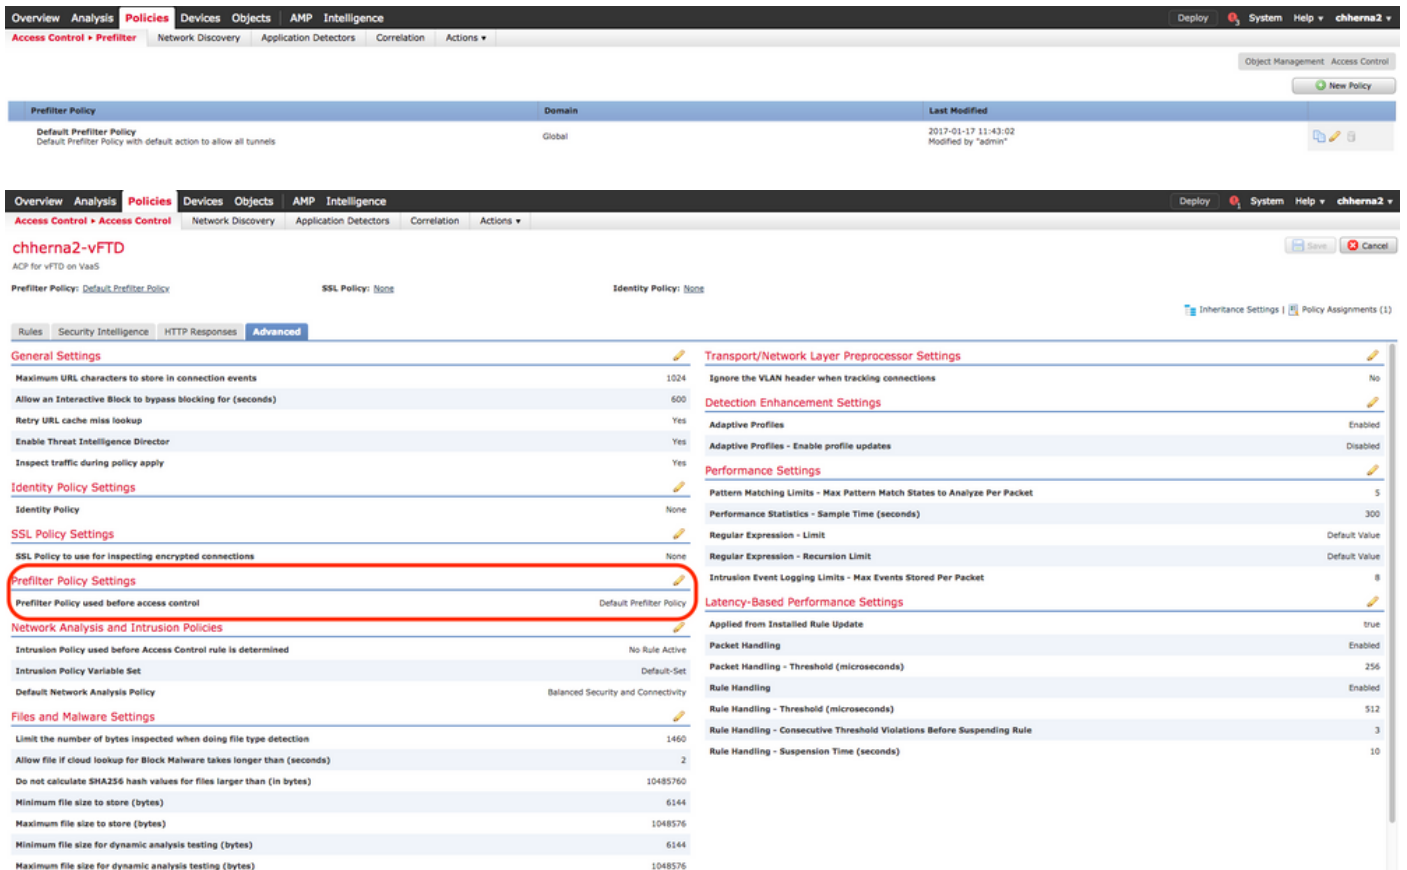 Overview Analysis Policies Devices Objects AMP Intelligence Deploy 3 System Help ▾ chherna2 ▾
Access Control ▸ Prefilter Network Discovery Application Detectors Correlation Actions ▾
Object Management Access Control
New Policy
Prefilter Policy Domain Last Modified
Default Prefilter Policy Global 2017-01-17 11:43:02
Default Prefilter Policy with default action to allow all tunnels Modified by "admin"
Overview Analysis Policies Devices Objects AMP Intelligence Deploy 1 System Help ▾ chherna2 ▾
Access Control ▸ Access Control Network Discovery Application Detectors Correlation Actions ▾
chherna2-vFTD Save Cancel
ACP for vFTD on VaaS
Prefilter Policy: Default Prefilter Policy SSL Policy: None Identity Policy: None
Inheritance Settings | Policy Assignments (1)
Rules Security Intelligence HTTP Responses Advanced
General Settings
Maximum URL characters to store in connection events 1024
Allow an Interactive Block to bypass blocking for (seconds) 600
Retry URL cache miss lookup Yes
Enable Threat Intelligence Director Yes
Inspect traffic during policy apply Yes
Identity Policy Settings
Identity Policy None
SSL Policy Settings
SSL Policy to use for inspecting encrypted connections None
Prefilter Policy Settings
Prefilter Policy used before access control Default Prefilter Policy
Network Analysis and Intrusion Policies
Intrusion Policy used before Access Control rule is determined No Rule Active
Intrusion Policy Variable Set Default-Set
Default Network Analysis Policy Balanced Security and Connectivity
Files and Malware Settings
Limit the number of bytes inspected when doing file type detection 1460
Allow file if cloud lookup for Block Malware takes longer than (seconds) 2
Do not calculate SHA256 hash values for files larger than (in bytes) 10485760
Minimum file size to store (bytes) 6144
Maximum file size to store (bytes) 1048576
Minimum file size for dynamic analysis testing (bytes) 6144
Maximum file size for dynamic analysis testing (bytes) 1048576
Transport/Network Layer Preprocessor Settings
Ignore the VLAN header when tracking connections No
Detection Enhancement Settings
Adaptive Profiles Enabled
Adaptive Profiles - Enable profile updates Disabled
Performance Settings
Pattern Matching Limits - Max Pattern Match States to Analyze Per Packet 5
Performance Statistics - Sample Time (seconds) 300
Regular Expression - Limit Default Value
Regular Expression - Recursion Limit Default Value
Intrusion Event Logging Limits - Max Events Stored Per Packet 8
Latency-Based Performance Settings
Applied from Installed Rule Update true
Packet Handling Enabled
Packet Handling - Threshold (microseconds) 256
Rule Handling Enabled
Rule Handling - Threshold (microseconds) 512
Rule Handling - Consecutive Threshold Violations Before Suspending Rule 3
Rule Handling - Suspension Time (seconds) 10